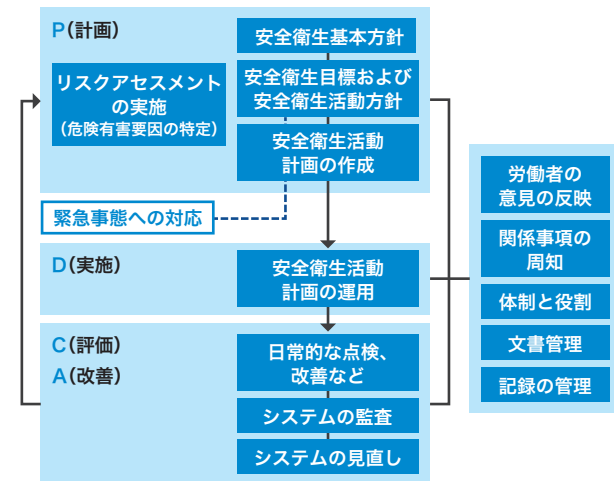 P(計画)
安全衛生基本方針
リスクアセスメント
の実施
(危険有害要因の特定)
安全衛生目標および
安全衛生活動方針
安全衛生活動
計画の作成
緊急事態への対応
D(実施)
安全衛生活動
計画の運用
C(評価)
A(改善)
日常的な点検、
改善など
システムの監査
システムの見直し
労働者の
意見の反映
関係事項の
周知
体制と役割
文書管理
記録の管理